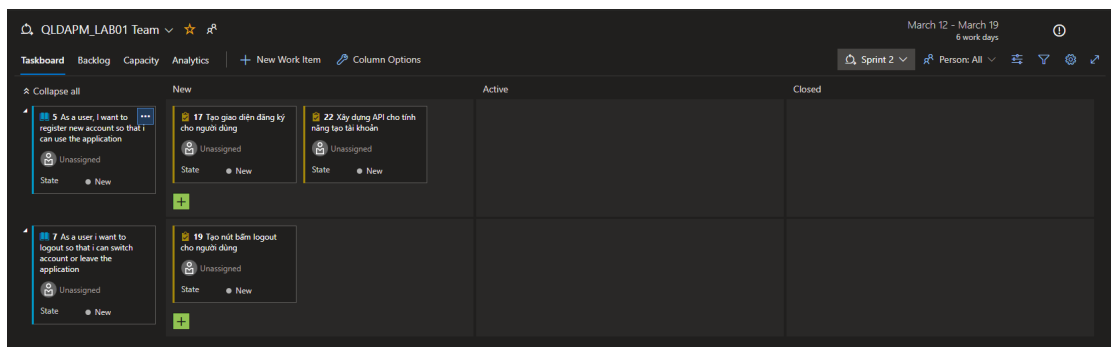 QLDAPM_LAB01 Team
March 12 - March 19
6 work days
Taskboard Backlog Capacity Analytics New Work Item Column Options
Sprint 2 Person: All
Collapse all New Active Closed
5 As a user, I want to
register new account so that i
can use the application
Unassigned
State New
17 Tạo giao diện đăng ký
cho người dùng
Unassigned
State New
22 Xây dựng API cho tính
năng tạo tài khoản
Unassigned
State New
7 As a user i want to
logout so that i can switch
account or leave the
application
Unassigned
State New
19 Tạo nút bấm logout
cho người dùng
Unassigned
State New